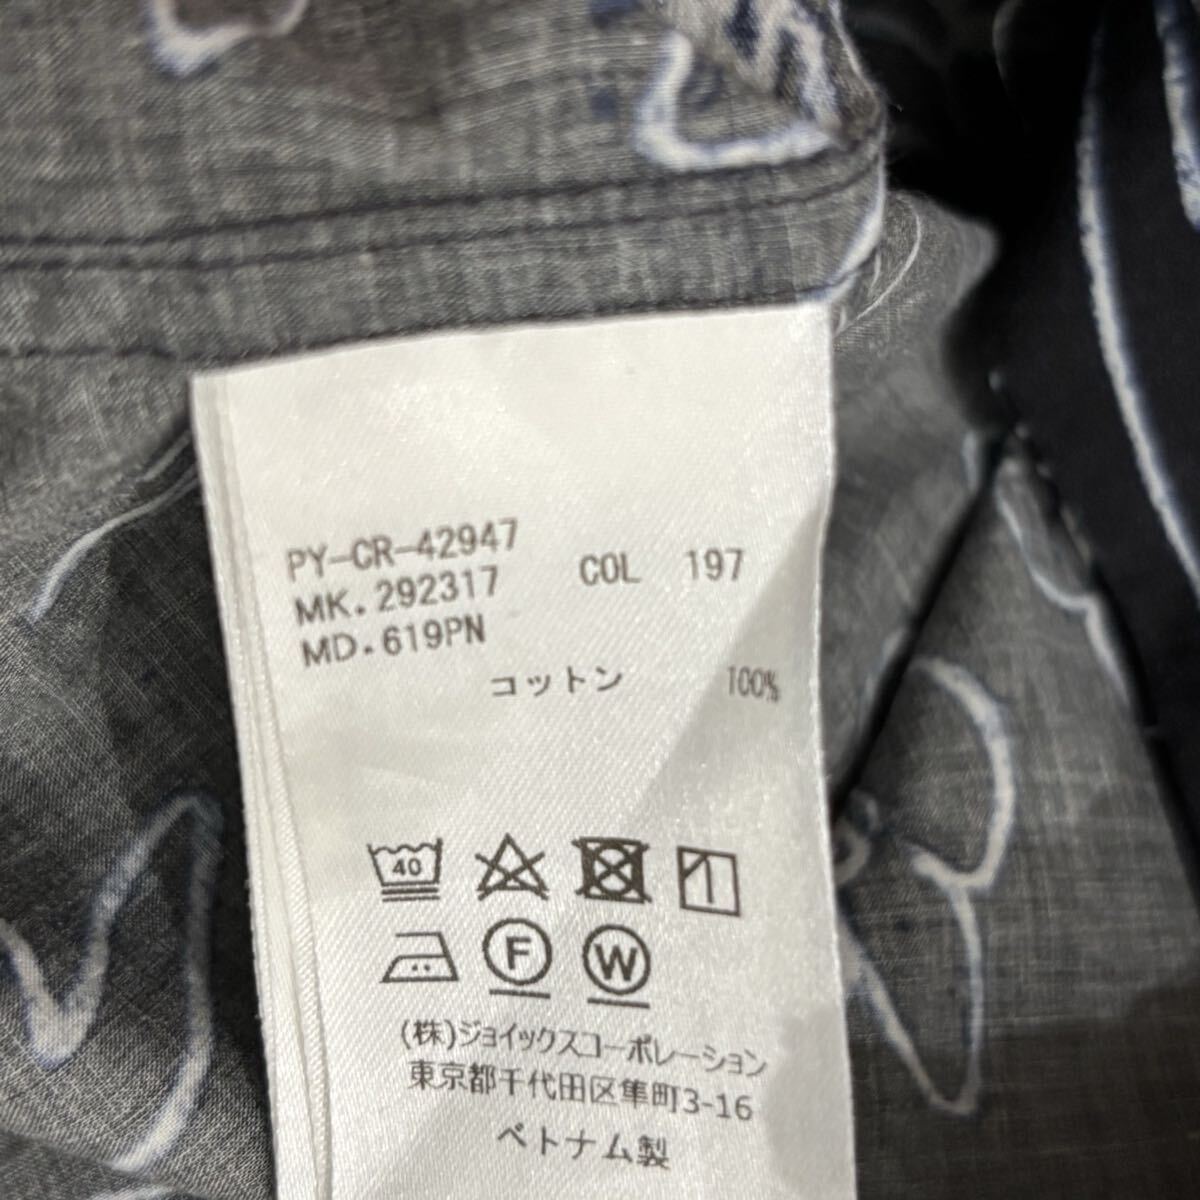 PY-CR-42947
MK.292317 COL 197
MD.619PN
コットン 100%
40
F W
(株)ジョイックスコーポレーション
東京都千代田区隼町3-16
ベトナム製